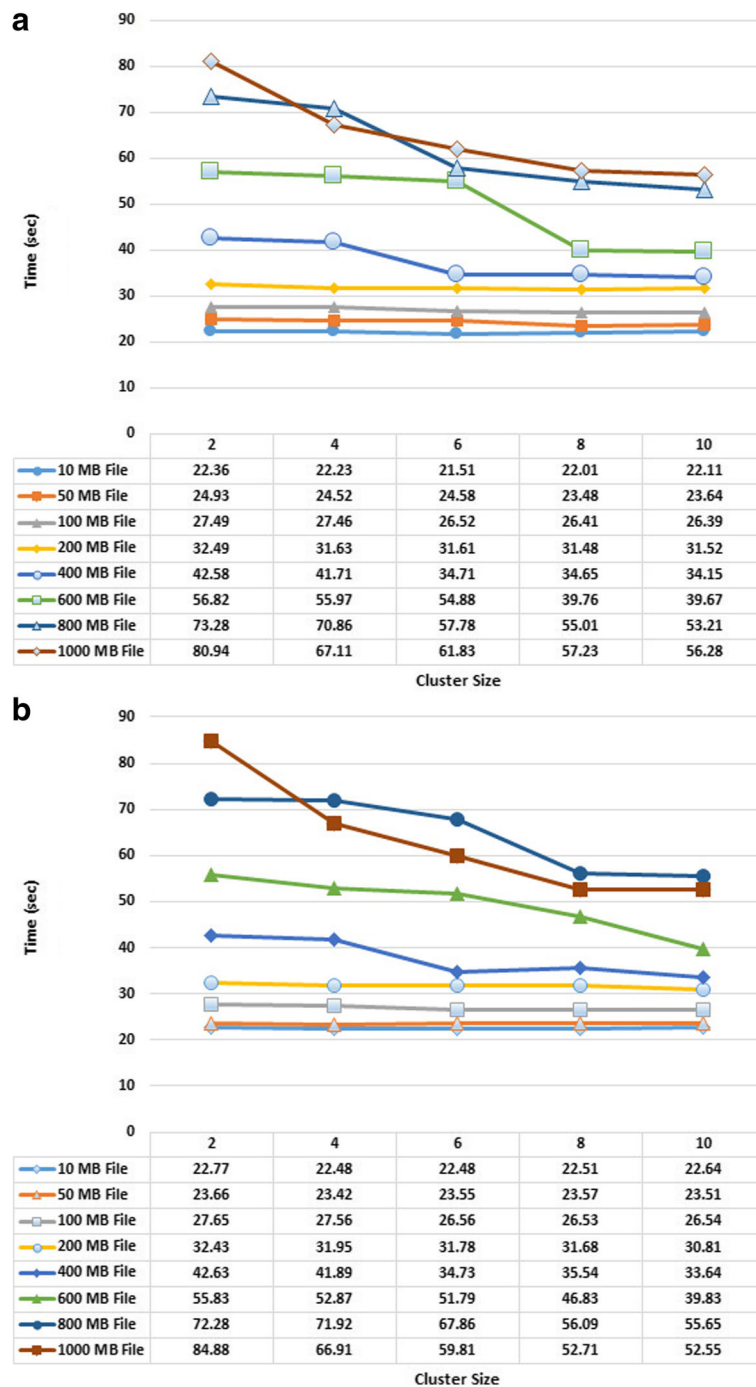 a
90
80
70
60
50
40
30
20
10
0
Time (sec)
2 4 6 8 10
10 MB File 22.36 22.23 21.51 22.01 22.11
50 MB File 24.93 24.52 24.58 23.48 23.64
100 MB File 27.49 27.46 26.52 26.41 26.39
200 MB File 32.49 31.63 31.61 31.48 31.52
400 MB File 42.58 41.71 34.71 34.65 34.15
600 MB File 56.82 55.97 54.88 39.76 39.67
800 MB File 73.28 70.86 57.78 55.01 53.21
1000 MB File 80.94 67.11 61.83 57.23 56.28
Cluster Size
b
90
80
70
60
50
40
30
20
10
0
Time (sec)
2 4 6 8 10
10 MB File 22.77 22.48 22.48 22.51 22.64
50 MB File 23.66 23.42 23.55 23.57 23.51
100 MB File 27.65 27.56 26.56 26.53 26.54
200 MB File 32.43 31.95 31.78 31.68 30.81
400 MB File 42.63 41.89 34.73 35.54 33.64
600 MB File 55.83 52.87 51.79 46.83 39.83
800 MB File 72.28 71.92 67.86 56.09 55.65
1000 MB File 84.88 66.91 59.81 52.71 52.55
Cluster Size